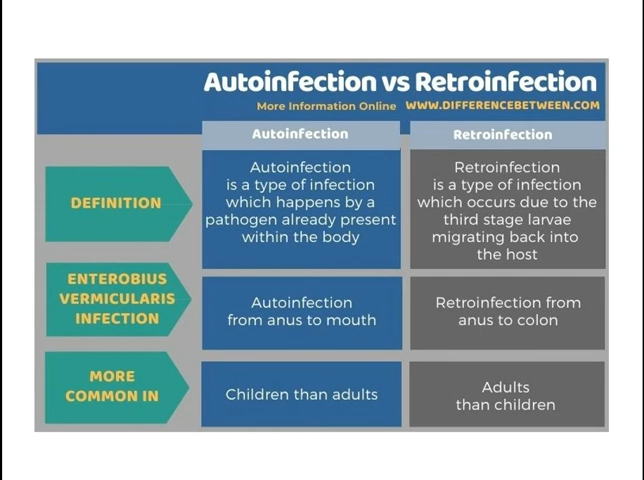 Autoinfection vs Retroinfection
More Information Online WWW.DIFFERENCEBETWEEN.COM
Autoinfection
Retroinfection
DEFINITION
Autoinfection
is a type of infection
which happens by a
pathogen already present
within the body
Retroinfection
is a type of infection
which occurs due to the
third stage larvae
migrating back into
the host
ENTEROBIUS
VERMICULARIS
INFECTION
Autoinfection
from anus to mouth
Retroinfection from
anus to colon
MORE
COMMON IN
Children than adults
Adults
than children